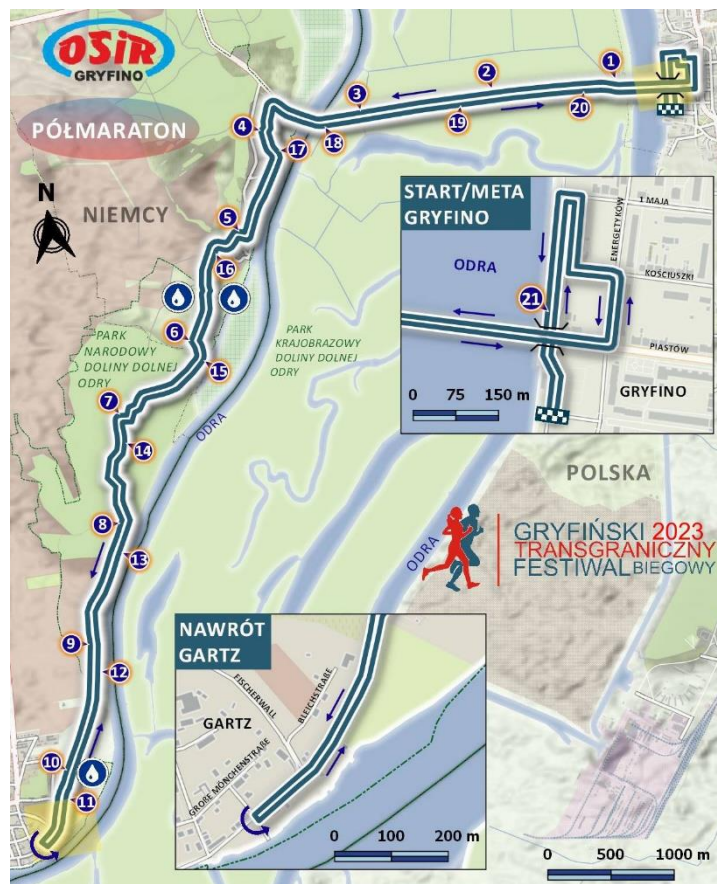 OSiR
GRYFINO
PÓŁMARATON
N
NIEMCY
1
2
3
20
19
18
4
17
5
16
START/META
GRYFINO
1 MAJA
ENERGETYKÓW
KOŚCIUSZKI
ODRA
21
PIASTÓW
GRYFINO
0 75 150 m
6
15
PARK
NARODOWY
DOLINY DOLNEJ
ODRY
PARK
KRAJOBRAZOWY
DOLINY DOLNEJ
ODRY
7
14
ODRA
POLSKA
8
13
ODRA
GRYFIŃSKI 2023
TRANSGRANICZNY
FESTIWAL BIEGOWY
9
12
NAWRÓT
GARTZ
FISCHERWALL
BLEICHSTRAßE
GARTZ
GROßE MÖNCHENSTRAßE
0 100 200 m
10
11
0 500 1000 m